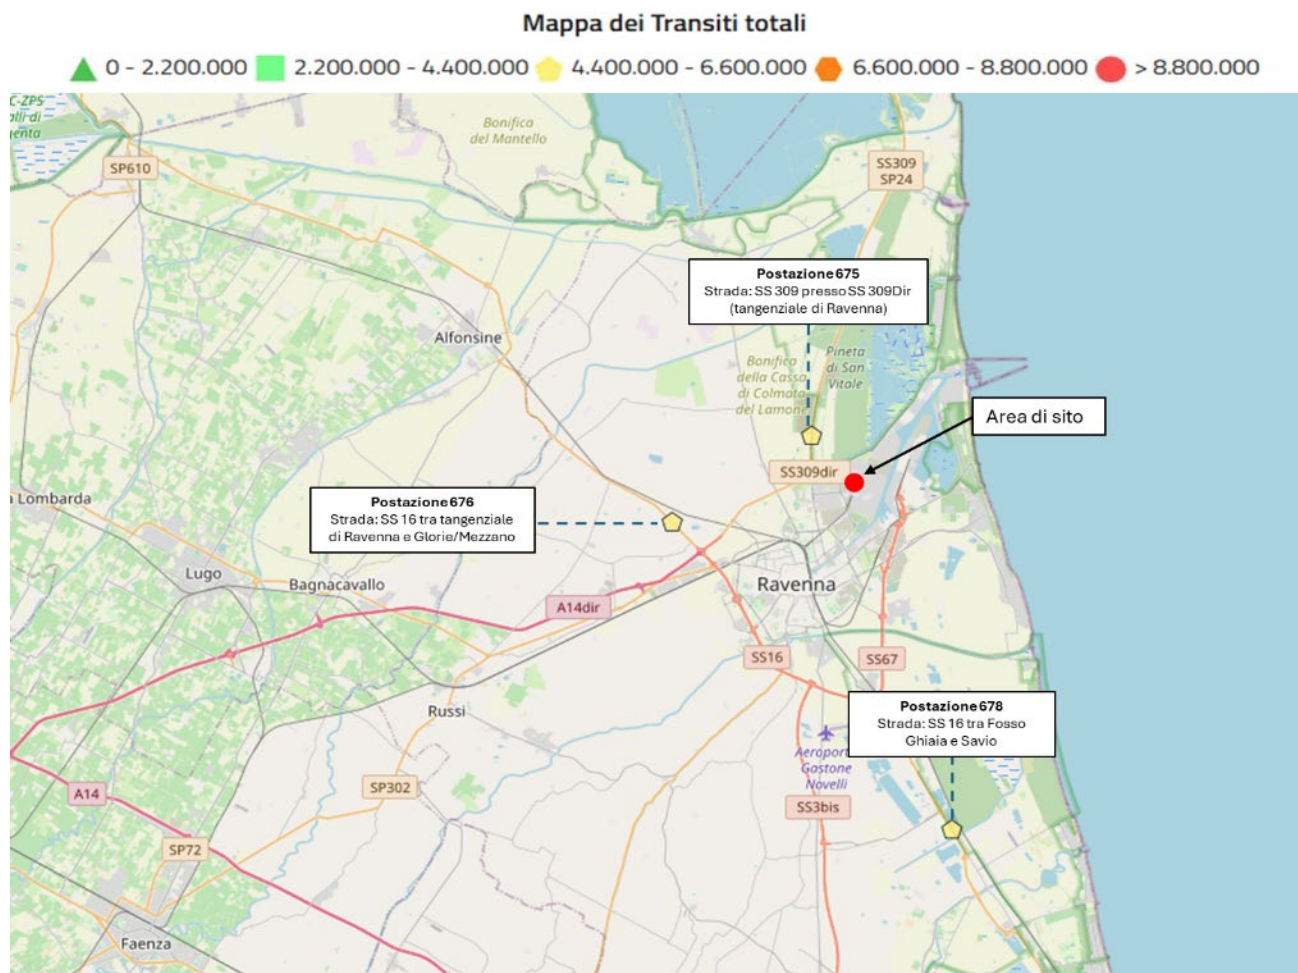 Mappa dei Transiti totali
0 - 2.200.000
2.200.000 - 4.400.000
4.400.000 - 6.600.000
6.600.000 - 8.800.000
> 8.800.000
C-ZPS
alli di
genta
Bonifica
del Mantello
SP610
SS309
SP24
Postazione 675
Strada: SS 309 presso SS 309Dir
(tangenziale di Ravenna)
Alfonsine
Pineta
di San
Vitale
Bonifica
della Cassa
di Colmata
del Lamone
Area di sito
SS309dir
a Lombarda
Postazione 676
Strada: SS 16 tra tangenziale
di Ravenna e Glorie/Mezzano
Lugo
Bagnacavallo
Ravenna
A14dir
SS16
SS67
Russi
Postazione 678
Strada: SS 16 tra Fosso
Ghiaia e Savio
Aeroport
Gastone
Novelli
SP302
A14
SS3bis
SP72
Faenza